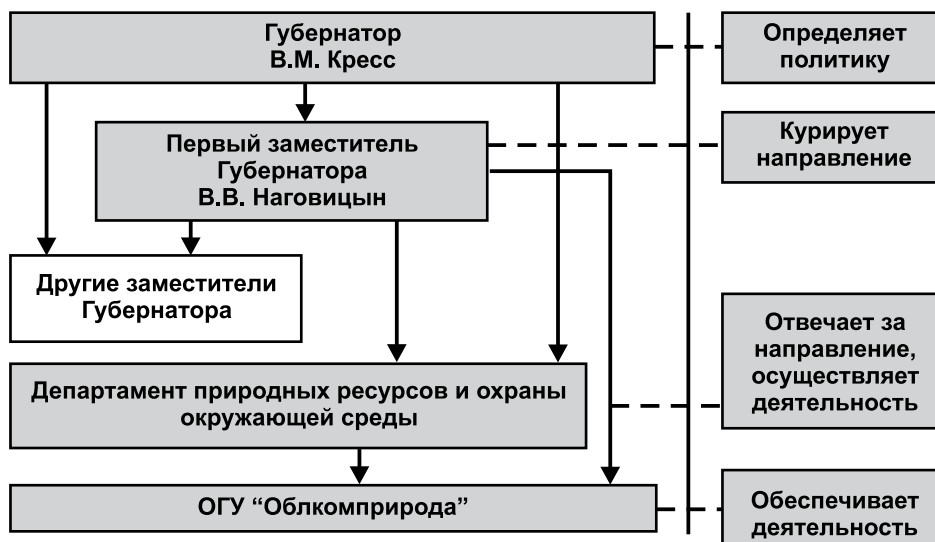 Губернатор
В.М. Кресс
Определяет
политику
Первый заместитель
Губернатора
В.В. Наговицын
Курирует
направление
Другие заместители
Губернатора
Отвечает за
направление,
осуществляет
деятельность
Департамент природных ресурсов и охраны
окружающей среды
ОГУ “Облкомприрода”
Обеспечивает
деятельность